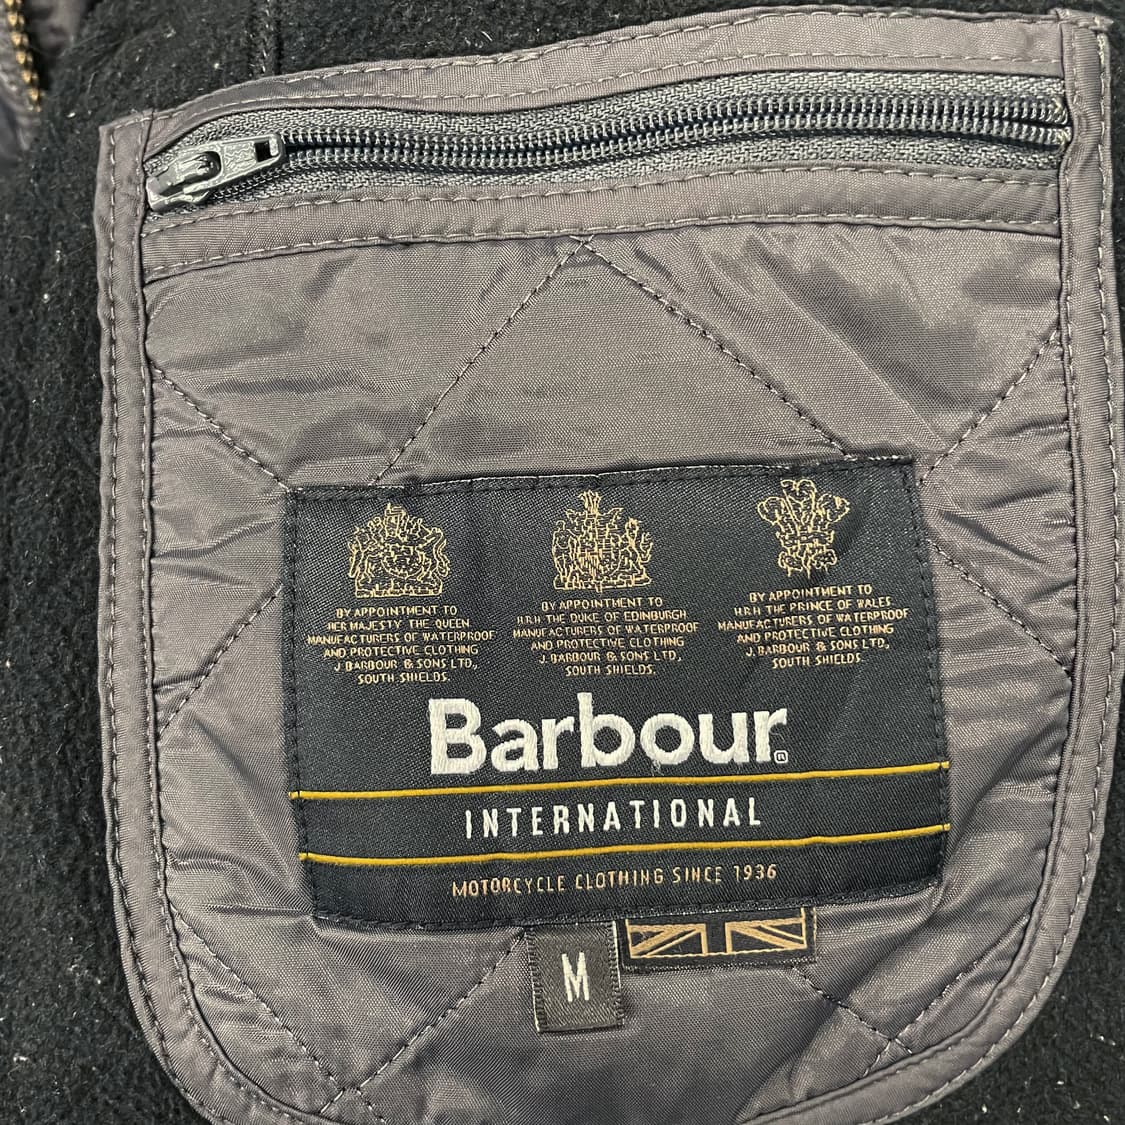 BY APPOINTMENT TO
HER MAJESTY THE QUEEN
MANUFACTURERS OF WATERPROOF
AND PROTECTIVE CLOTHING
J. BARBOUR & SONS LTD,
SOUTH SHIELDS.
BY APPOINTMENT TO
H.R.H THE DUKE OF EDINBURGH
MANUFACTURERS OF WATERPROOF
AND PROTECTIVE CLOTHING
J. BARBOUR & SONS LTD,
SOUTH SHIELDS.
BY APPOINTMENT TO
H.R.H THE PRINCE OF WALES
MANUFACTURERS OF WATERPROOF
AND PROTECTIVE CLOTHING
J. BARBOUR & SONS LTD,
SOUTH SHIELDS.
Barbour®
INTERNATIONAL
MOTORCYCLE CLOTHING SINCE 1936
M